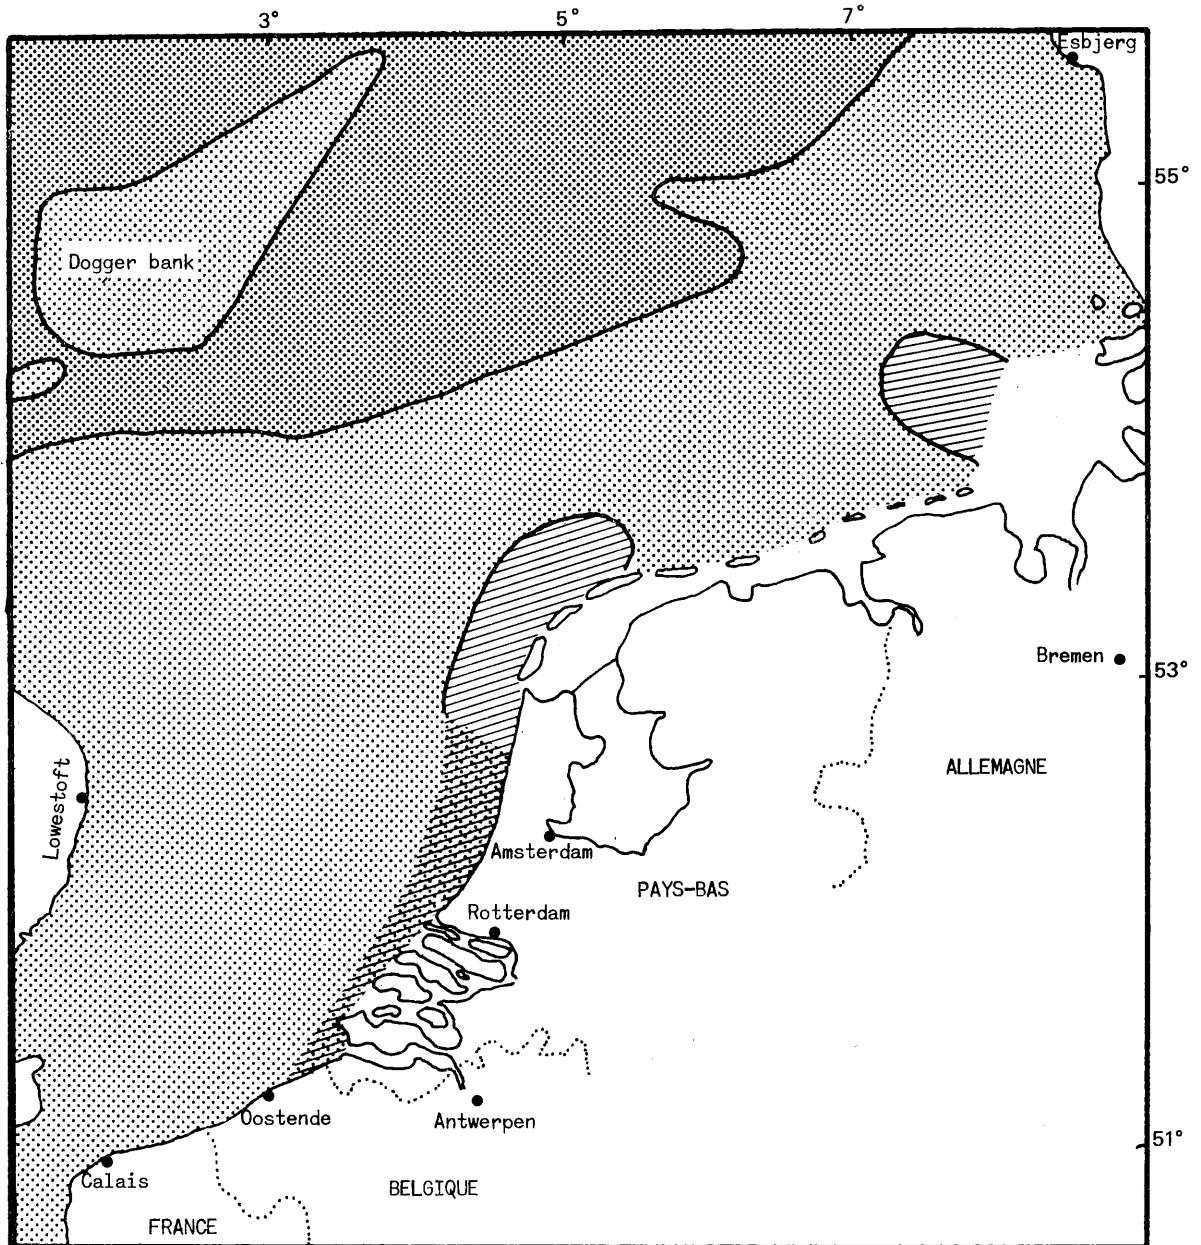 3°
5°
7°
Esbjerg
55°
Dogger bank
53°
Bremen
ALLEMAGNE
Lowestoft
Amsterdam
PAYS-BAS
Rotterdam
Oostende
Antwerpen
51°
Calais
BELGIQUE
FRANCE